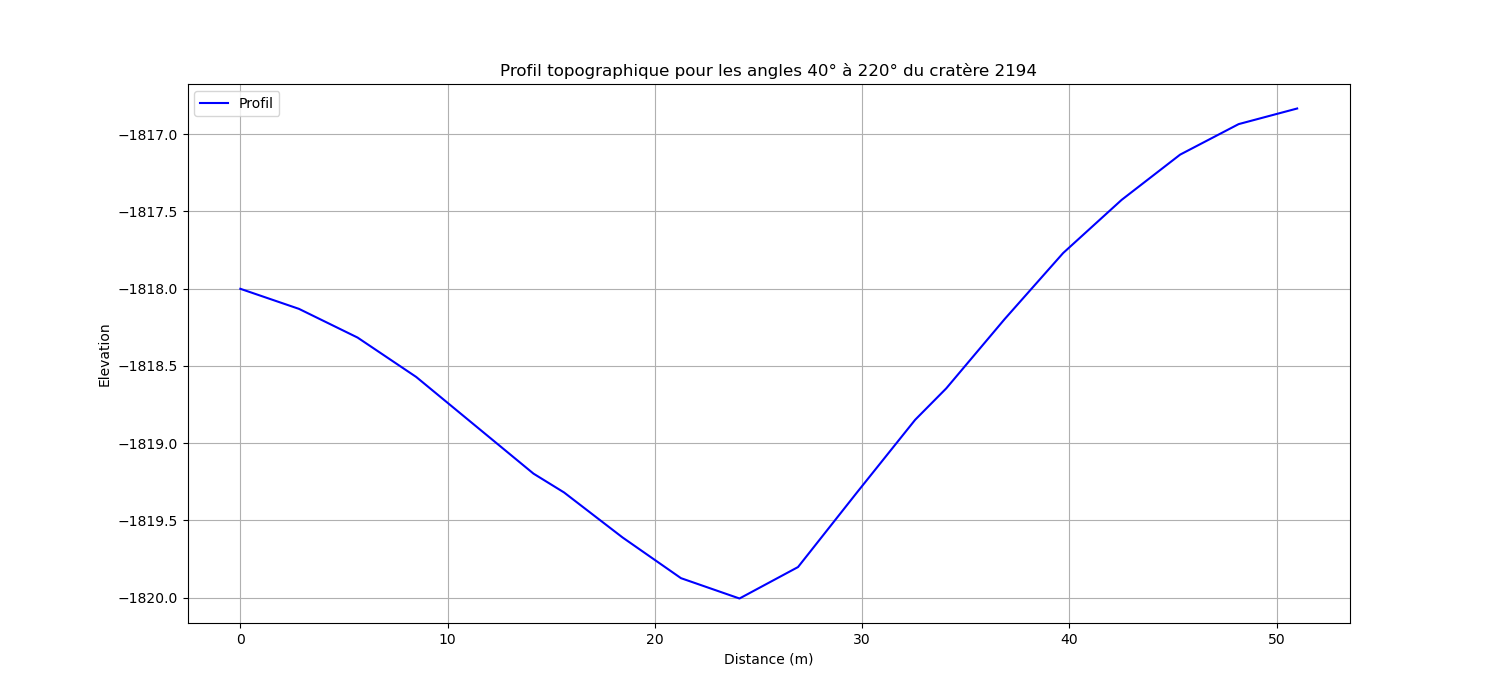 Profil topographique pour les angles 40° à 220° du cratère 2194
Profil
−1817.0
−1817.5
−1818.0
−1818.5
−1819.0
−1819.5
−1820.0
Elevation
0 10 20 30 40 50
Distance (m)